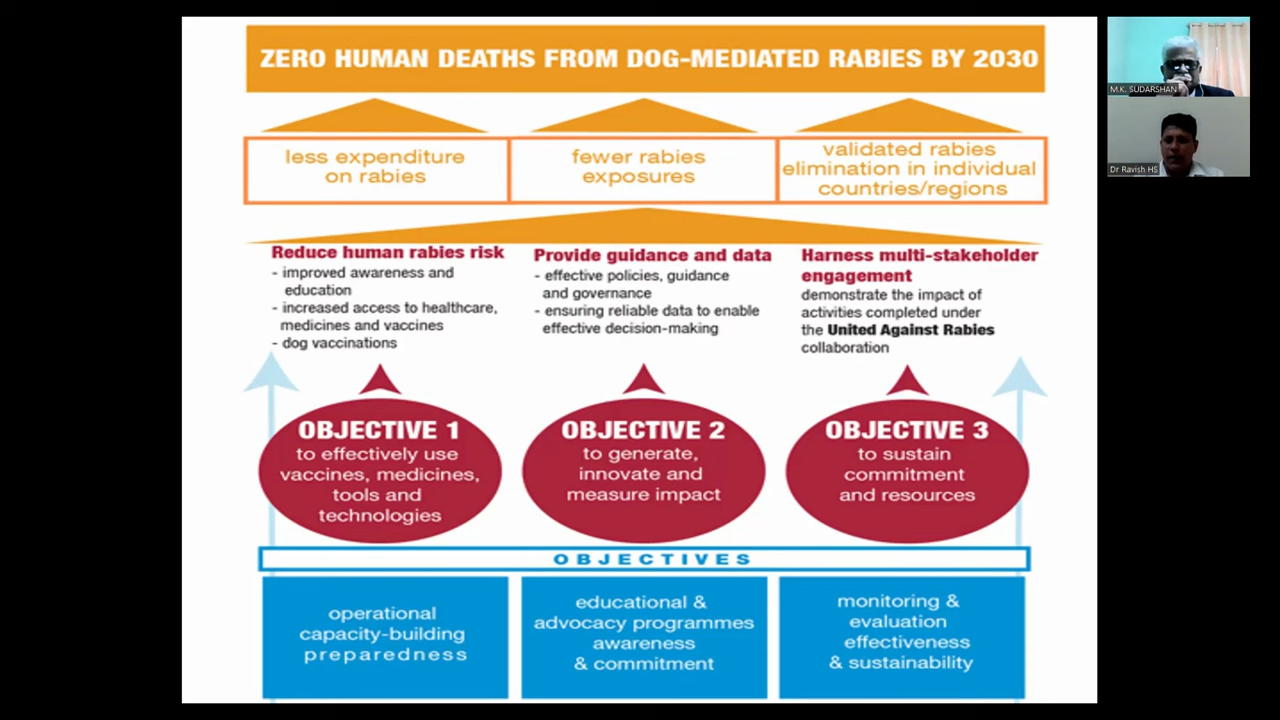 ZERO HUMAN DEATHS FROM DOG-MEDIATED RABIES BY 2030
less expenditure
on rabies
fewer rabies
exposures
validated rabies
elimination in individual
countries/regions
Reduce human rabies risk
- improved awareness and
education
- increased access to healthcare,
medicines and vaccines
- dog vaccinations
Provide guidance and data
- effective policies, guidance
and governance
- ensuring reliable data to enable
effective decision-making
Harness multi-stakeholder
engagement
demonstrate the impact of
activities completed under
the United Against Rabies
collaboration
OBJECTIVE 1
to effectively use
vaccines, medicines,
tools and
technologies
OBJECTIVE 2
to generate,
innovate and
measure impact
OBJECTIVE 3
to sustain
commitment
and resources
OBJECTIVES
operational
capacity-building
preparedness
educational &
advocacy programmes
awareness
& commitment
monitoring &
evaluation
effectiveness
& sustainability
M.K. SUDARSHAN
Dr Ravish HS